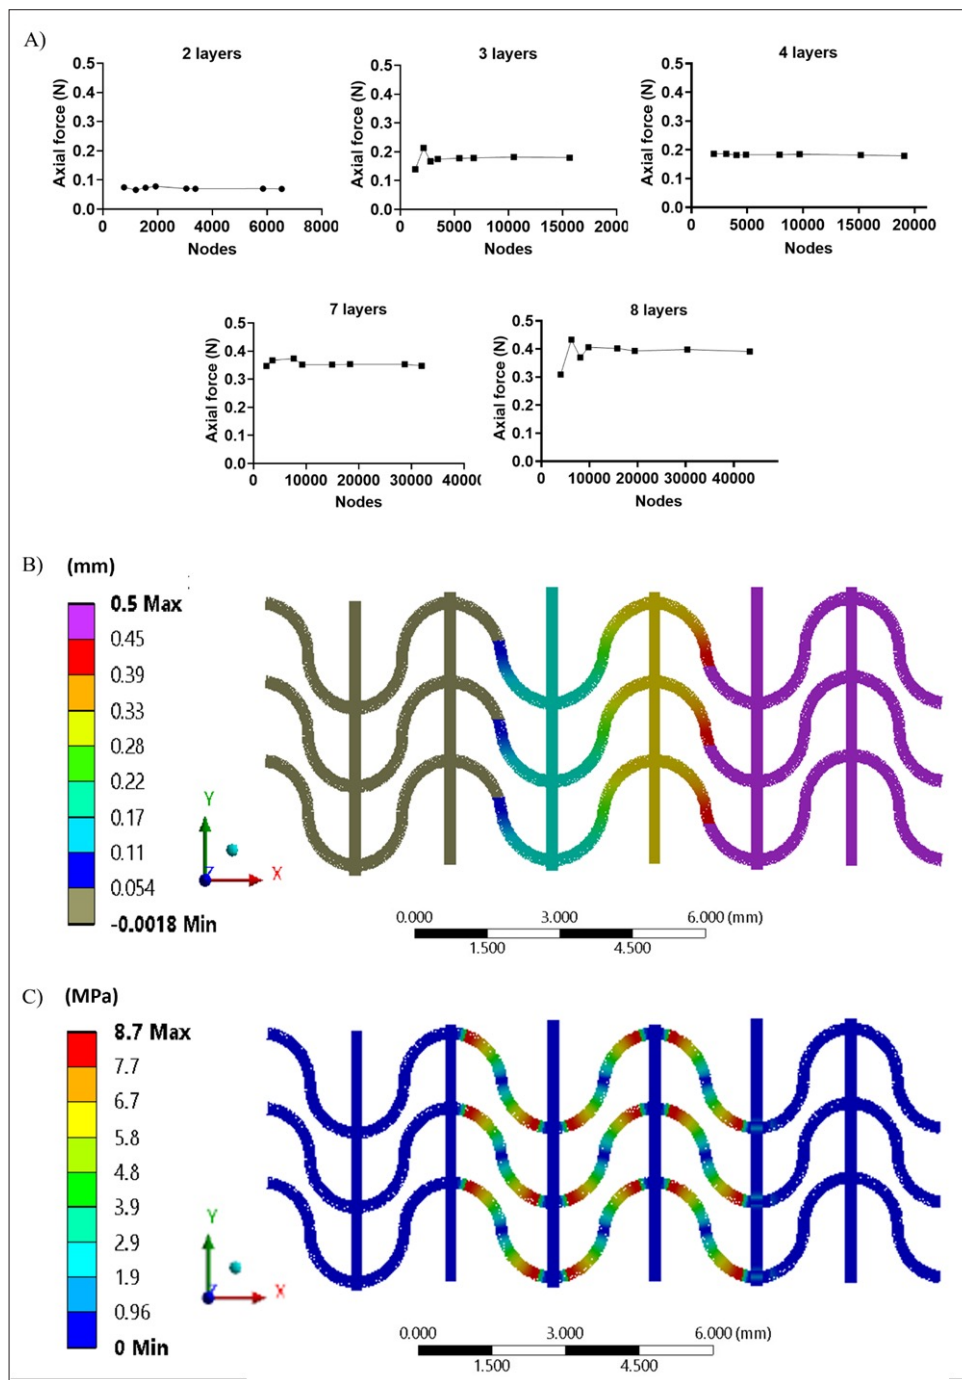 A)
2 layers
3 layers
4 layers
Axial force (N)
0.5
0.4
0.3
0.2
0.1
0.0
0 2000 4000 6000 8000
Nodes
Axial force (N)
0.5
0.4
0.3
0.2
0.1
0.0
0 5000 10000 15000 2000
Nodes
Axial force (N)
0.5
0.4
0.3
0.2
0.1
0.0
0 5000 10000 15000 20000
Nodes
7 layers
8 layers
Axial force (N)
0.5
0.4
0.3
0.2
0.1
0.0
0 10000 20000 30000 4000
Nodes
Axial force (N)
0.5
0.4
0.3
0.2
0.1
0.0
0 10000 20000 30000 40000
Nodes
B) (mm)
0.5 Max
0.45
0.39
0.33
0.28
0.22
0.17
0.11
0.054
-0.0018 Min
Y
Z
X
0.000 3.000 6.000 (mm)
1.500 4.500
C) (MPa)
8.7 Max
7.7
6.7
5.8
4.8
3.9
2.9
1.9
0.96
0 Min
Y
X
0.000 3.000 6.000 (mm)
1.500 4.500